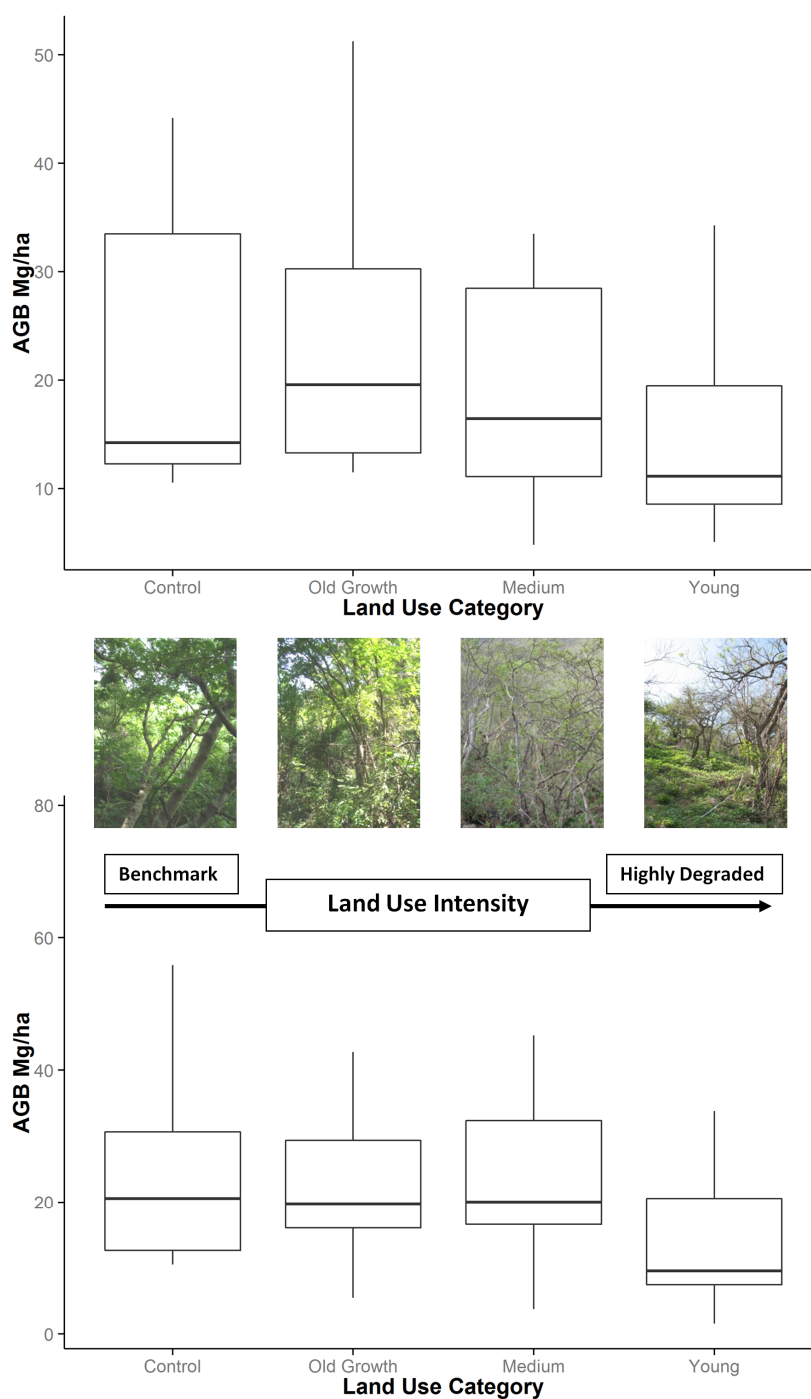 50
40
30
20
10
AGB Mg/ha
Control Old Growth Medium Young
Land Use Category
Benchmark Highly Degraded
Land Use Intensity
80
60
40
20
0
AGB Mg/ha
Control Old Growth Medium Young
Land Use Category